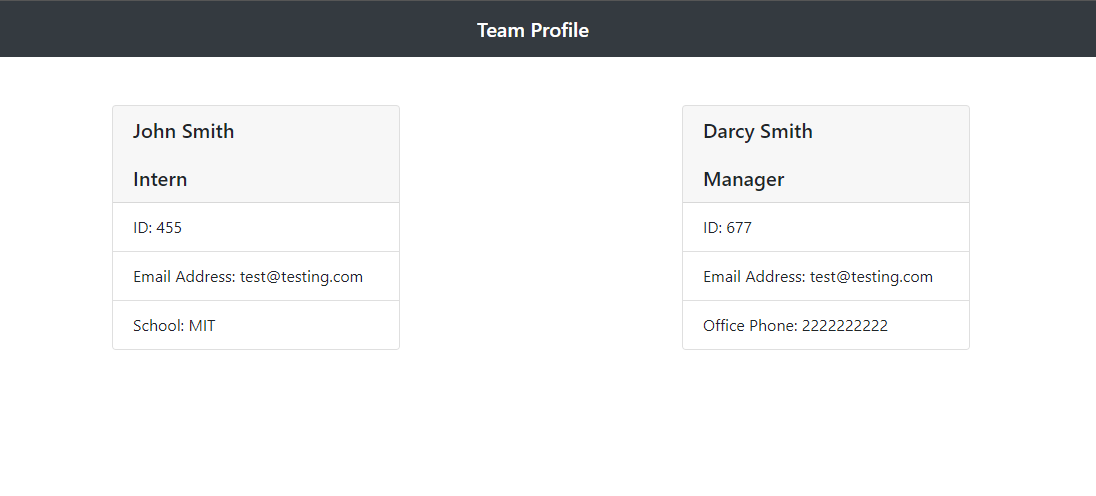 Team Profile
John Smith
Intern
ID: 455
Email Address: test@testing.com
School: MIT
Darcy Smith
Manager
ID: 677
Email Address: test@testing.com
Office Phone: 2222222222